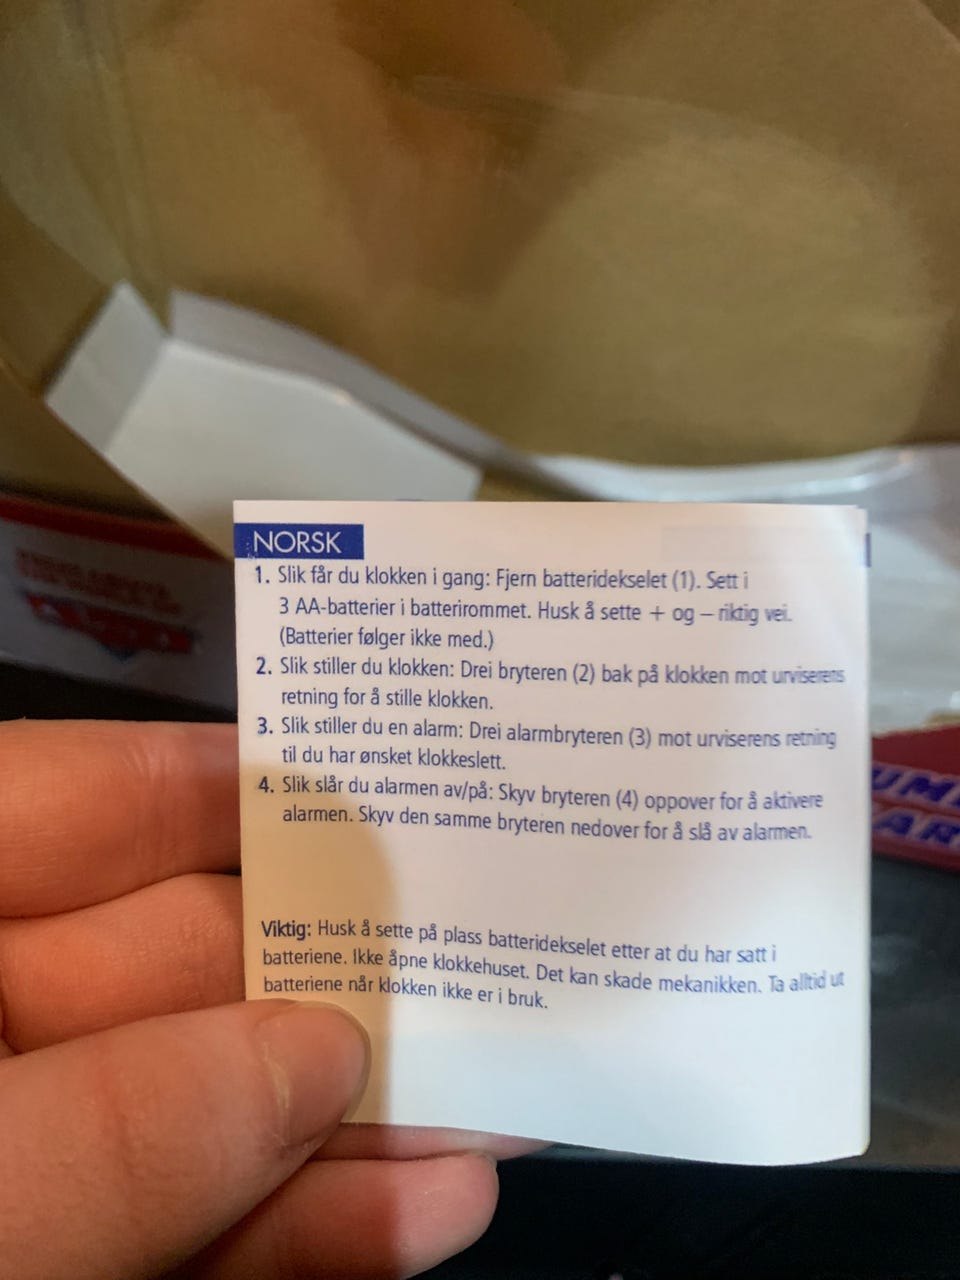 NORSK
1. Slik får du klokken i gang: Fjern batteridekselet (1). Sett i
3 AA-batterier i batterirommet. Husk å sette + og – riktig vei.
(Batterier følger ikke med.)
2. Slik stiller du klokken: Drei bryteren (2) bak på klokken mot urviserens
retning for å stille klokken.
3. Slik stiller du en alarm: Drei alarmbryteren (3) mot urviserens retning
til du har ønsket klokkeslett.
4. Slik slår du alarmen av/på: Skyv bryteren (4) oppover for å aktivere
alarmen. Skyv den samme bryteren nedover for å slå av alarmen.
Viktig: Husk å sette på plass batteridekselet etter at du har satt i
batteriene. Ikke åpne klokkehuset. Det kan skade mekanikken. Ta alltid ut
batteriene når klokken ikke er i bruk.
UM
AR